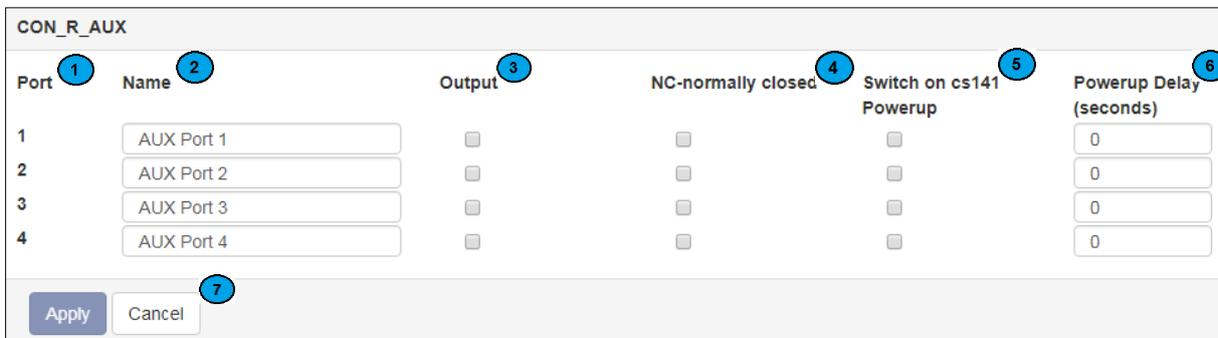 CON_R_AUX
Port 1 Name 2 Output 3 NC-normally closed 4 Switch on cs141 5 Powerup Delay 6
Powerup (seconds)
1 AUX Port 1 0
2 AUX Port 2 0
3 AUX Port 3 0
4 AUX Port 4 0
7
Apply Cancel